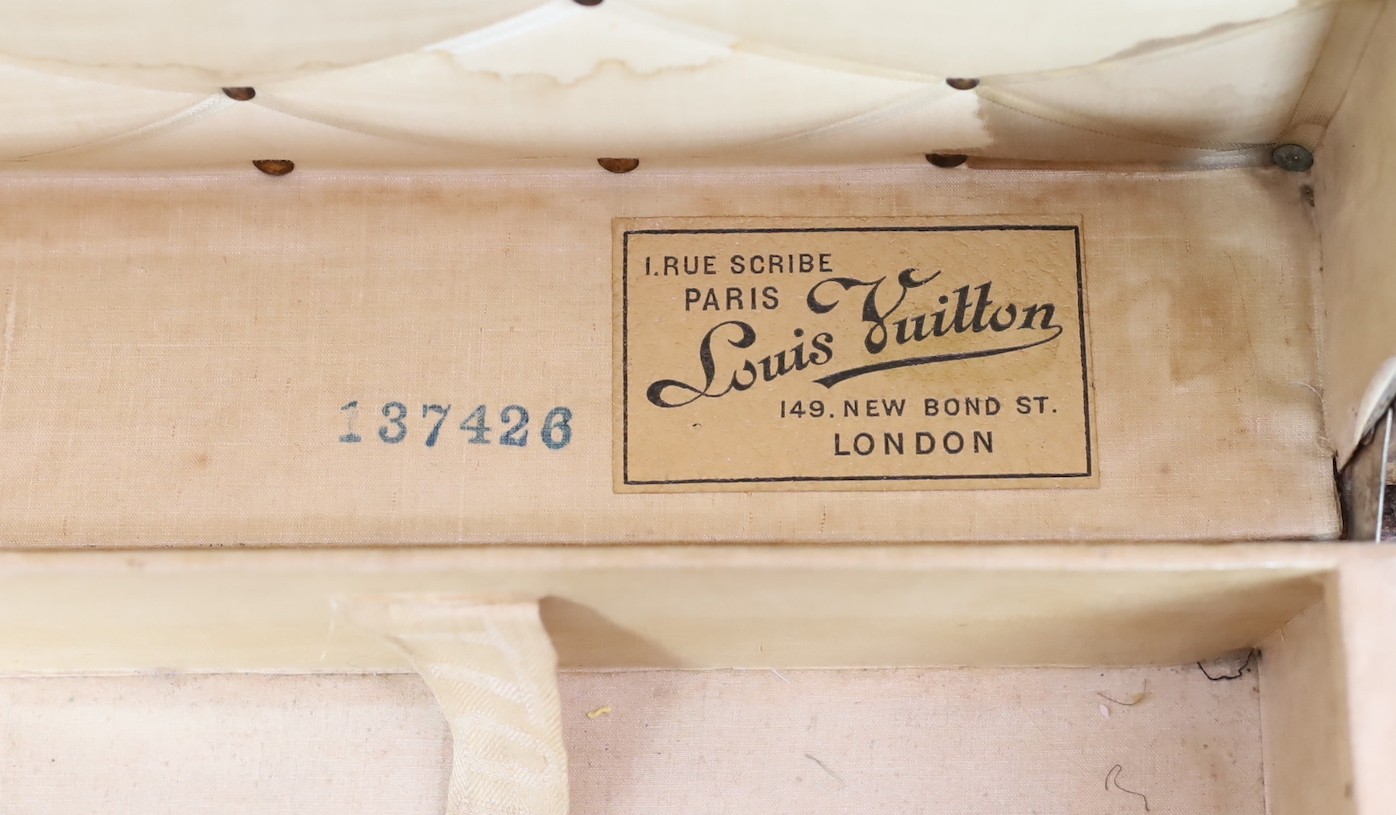 1. RUE SCRIBE
PARIS
Louis Vuitton
149. NEW BOND ST.
LONDON
137426